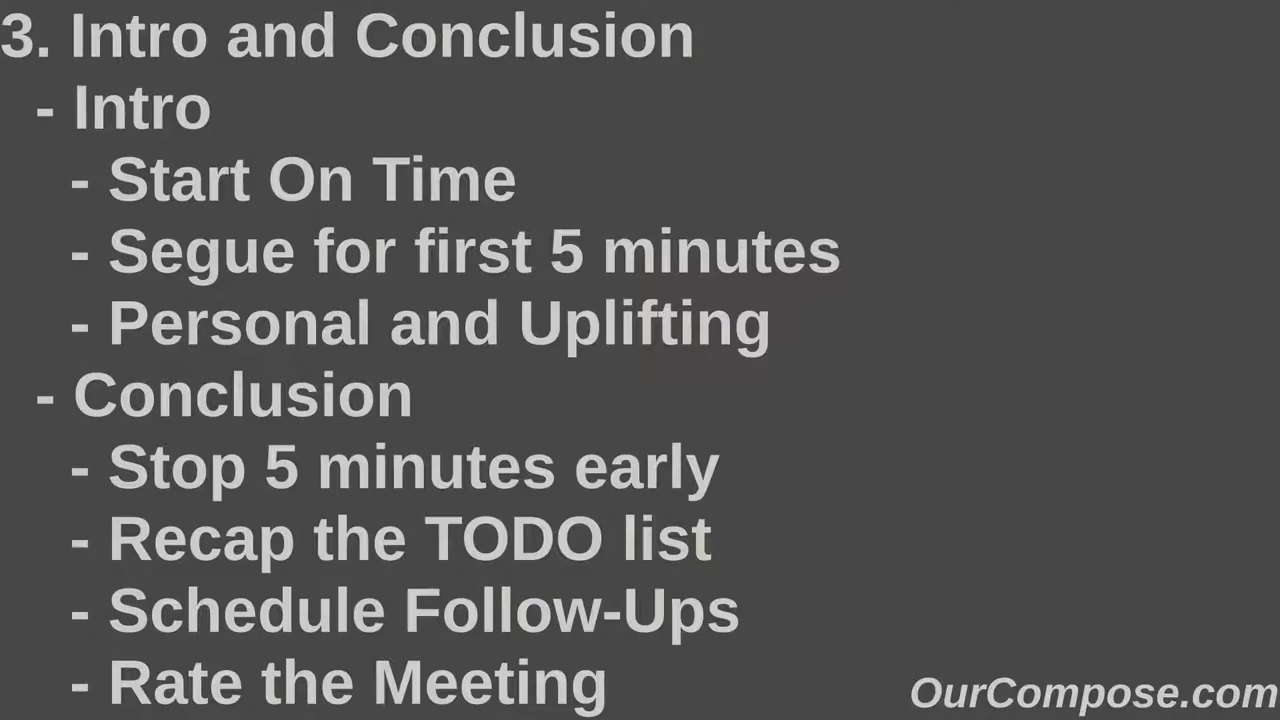 3. Intro and Conclusion
- Intro
- Start On Time
- Segue for first 5 minutes
- Personal and Uplifting
- Conclusion
- Stop 5 minutes early
- Recap the TODO list
- Schedule Follow-Ups
- Rate the Meeting
OurCompose.com